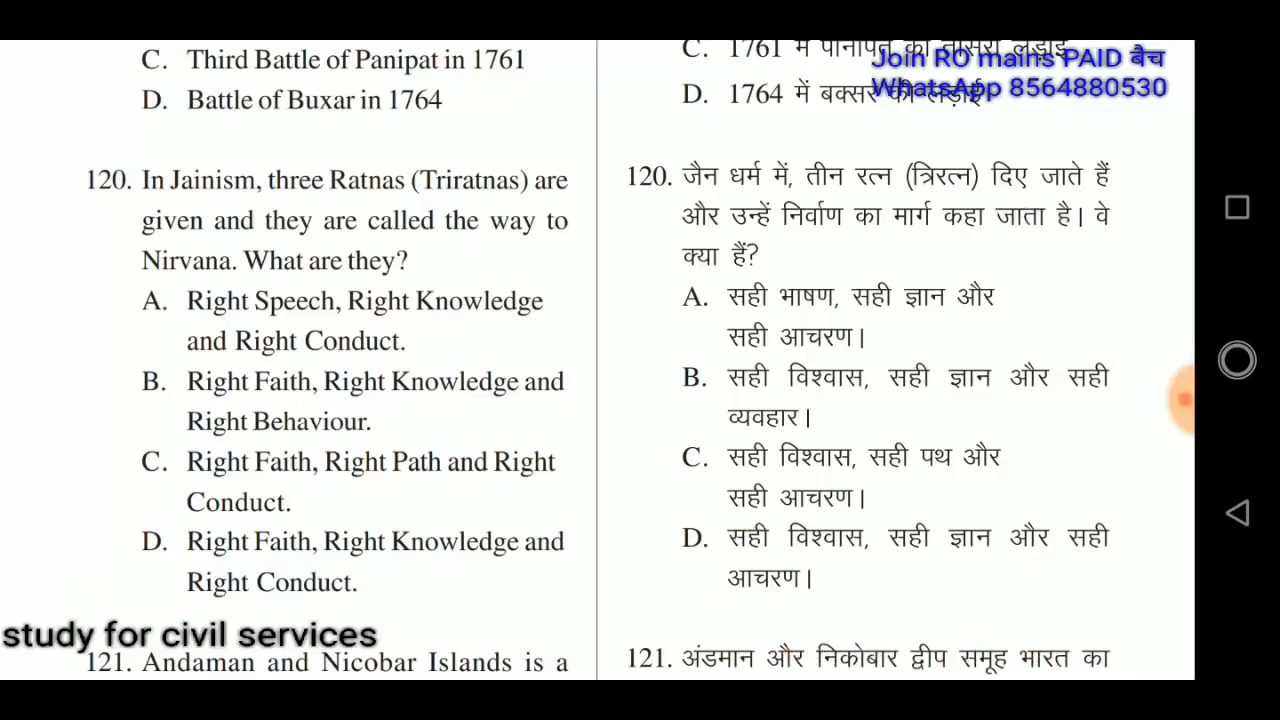 C. Third Battle of Panipat in 1761
D. Battle of Buxar in 1764
120. In Jainism, three Ratnas (Triratnas) are
given and they are called the way to
Nirvana. What are they?
A. Right Speech, Right Knowledge
and Right Conduct.
B. Right Faith, Right Knowledge and
Right Behaviour.
C. Right Faith, Right Path and Right
Conduct.
D. Right Faith, Right Knowledge and
Right Conduct.
121. Andaman and Nicobar Islands is a
C. 1761 में पानीपत की तीसरी लड़ाई
D. 1764 में बक्सर की लड़ाई
120. जैन धर्म में, तीन रत्न (त्रिरत्न) दिए जाते हैं
और उन्हें निर्वाण का मार्ग कहा जाता है। वे
क्या हैं?
A. सही भाषण, सही ज्ञान और
सही आचरण।
B. सही विश्वास, सही ज्ञान और सही
व्यवहार।
C. सही विश्वास, सही पथ और
सही आचरण।
D. सही विश्वास, सही ज्ञान और सही
आचरण।
121. अंडमान और निकोबार द्वीप समूह भारत का
Join RO mains PAID बैच
WhatsApp 8564880530
study for civil services